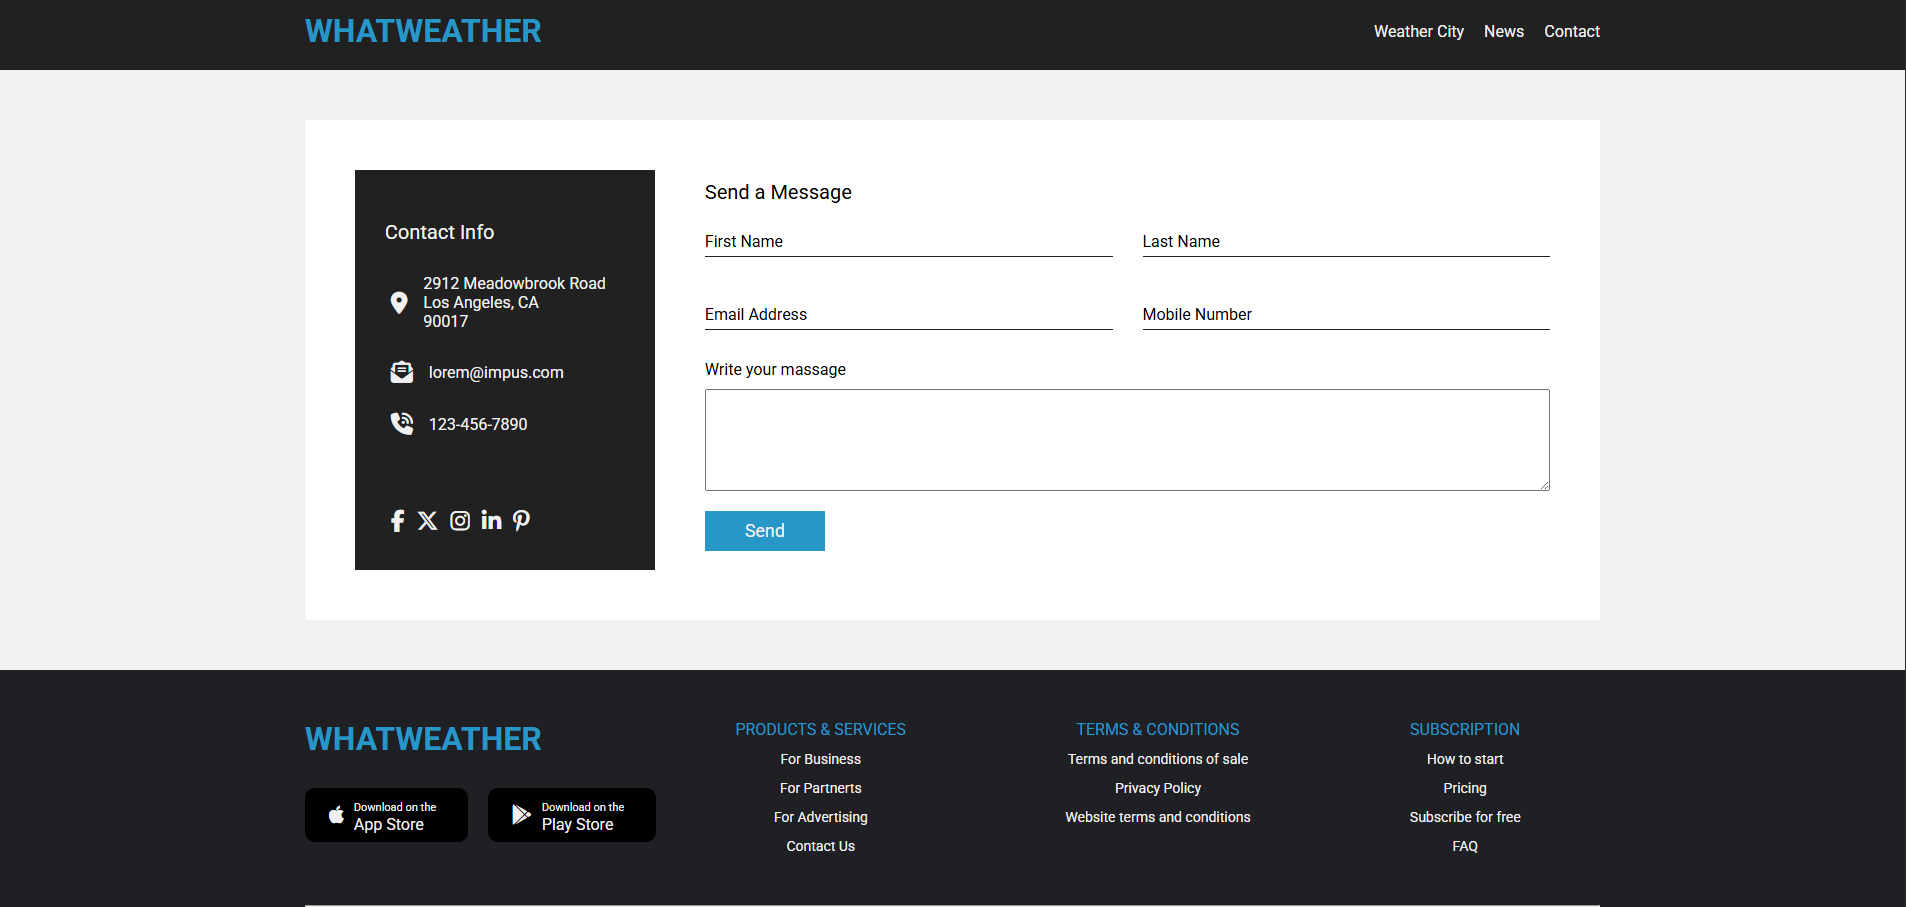 WHATWEATHER
Weather City
News
Contact
Contact Info
2912 Meadowbrook Road
Los Angeles, CA
90017
lorem@impus.com
123-456-7890
Send a Message
First Name
Last Name
Email Address
Mobile Number
Write your massage
Send
WHATWEATHER
Download on the
App Store
Download on the
Play Store
PRODUCTS & SERVICES
For Business
For Partnerts
For Advertising
Contact Us
TERMS & CONDITIONS
Terms and conditions of sale
Privacy Policy
Website terms and conditions
SUBSCRIPTION
How to start
Pricing
Subscribe for free
FAQ